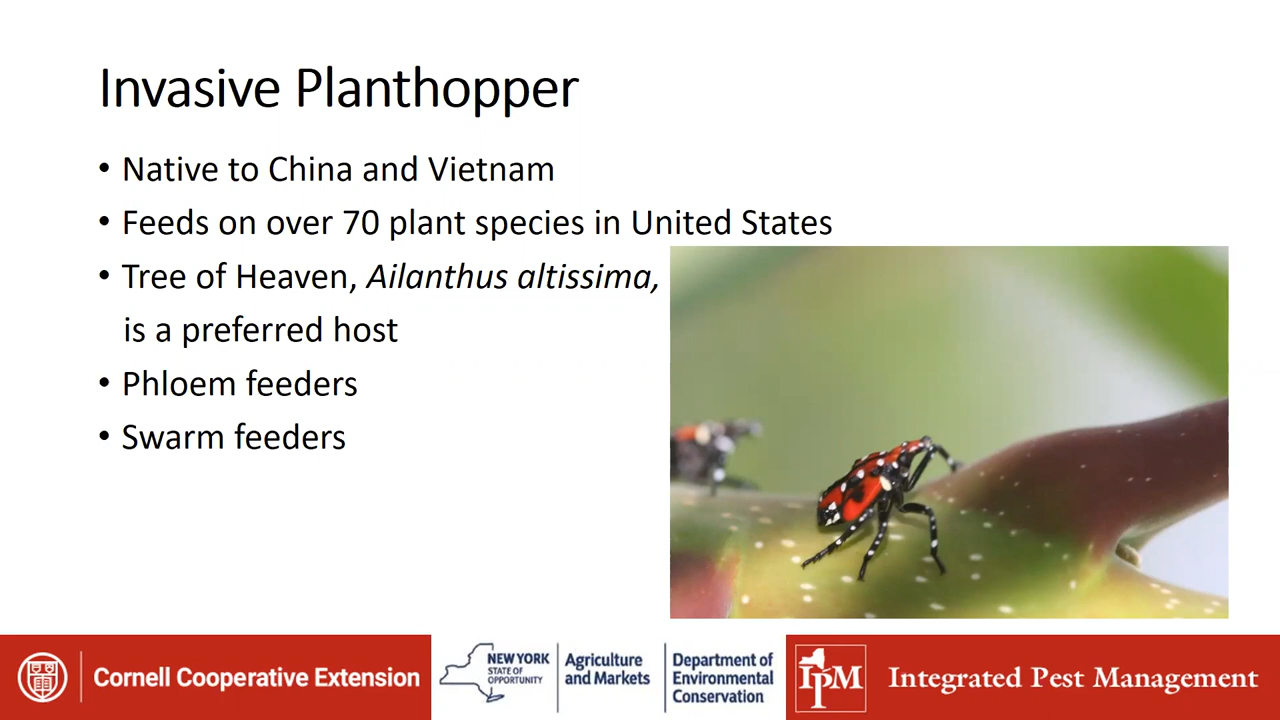 Invasive Planthopper
• Native to China and Vietnam
• Feeds on over 70 plant species in United States
• Tree of Heaven, Ailanthus altissima,
is a preferred host
• Phloem feeders
• Swarm feeders
Cornell Cooperative Extension
NEW YORK
STATE OF
OPPORTUNITY
Agriculture
and Markets
Department of
Environmental
Conservation
IPM
Integrated Pest Management